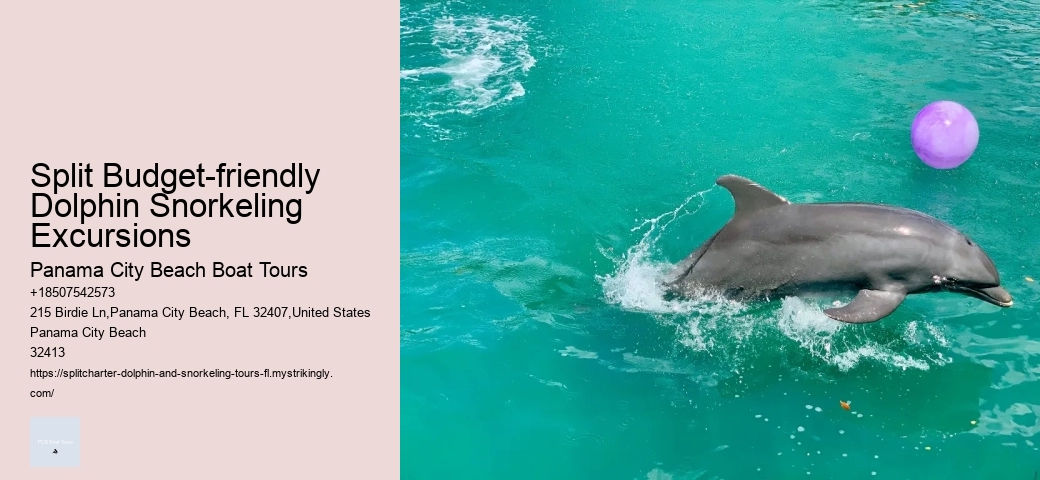 Split Budget-friendly
Dolphin Snorkeling
Excursions
Panama City Beach Boat Tours
+18507542573
215 Birdie Ln,Panama City Beach, FL 32407,United States
Panama City Beach
32413
https://splitcharter-dolphin-and-snorkeling-tours-fl.mystrikingly.
com/